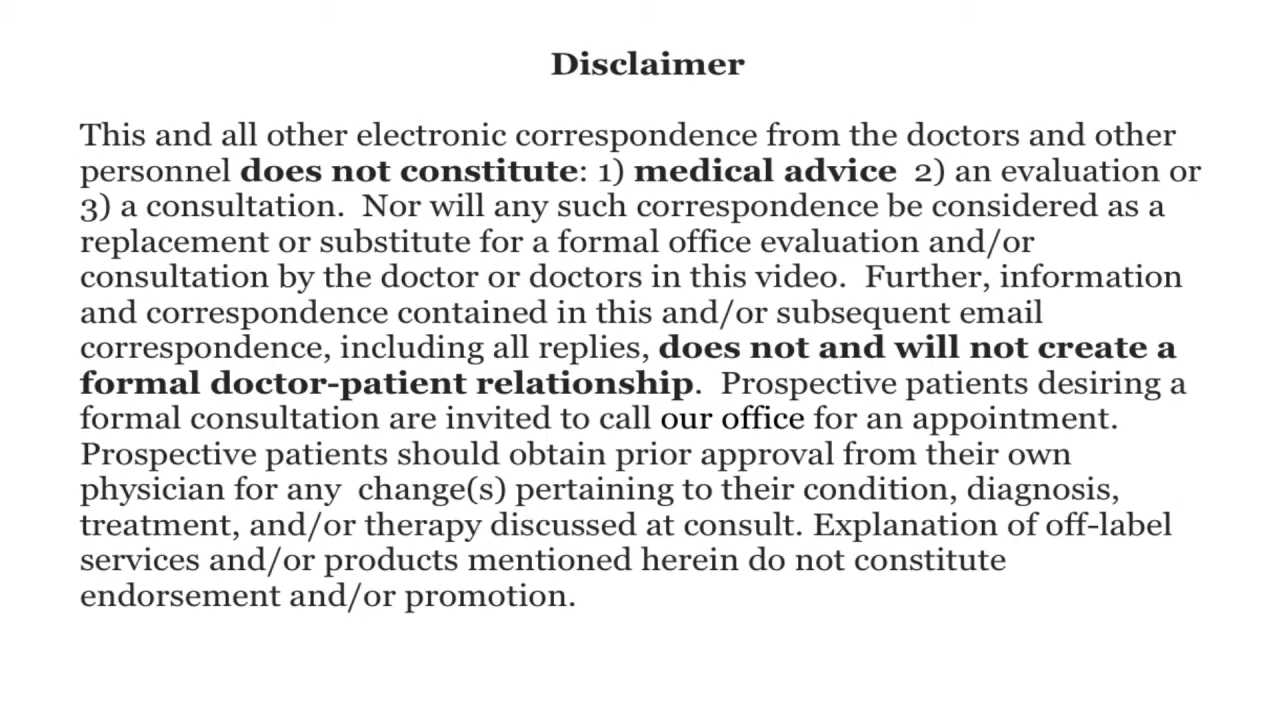 Disclaimer
This and all other electronic correspondence from the doctors and other
personnel does not constitute: 1) medical advice  2) an evaluation or
3) a consultation.  Nor will any such correspondence be considered as a
replacement or substitute for a formal office evaluation and/or
consultation by the doctor or doctors in this video.  Further, information
and correspondence contained in this and/or subsequent email
correspondence, including all replies, does not and will not create a
formal doctor-patient relationship.  Prospective patients desiring a
formal consultation are invited to call our office for an appointment.
Prospective patients should obtain prior approval from their own
physician for any  change(s) pertaining to their condition, diagnosis,
treatment, and/or therapy discussed at consult. Explanation of off-label
services and/or products mentioned herein do not constitute
endorsement and/or promotion.